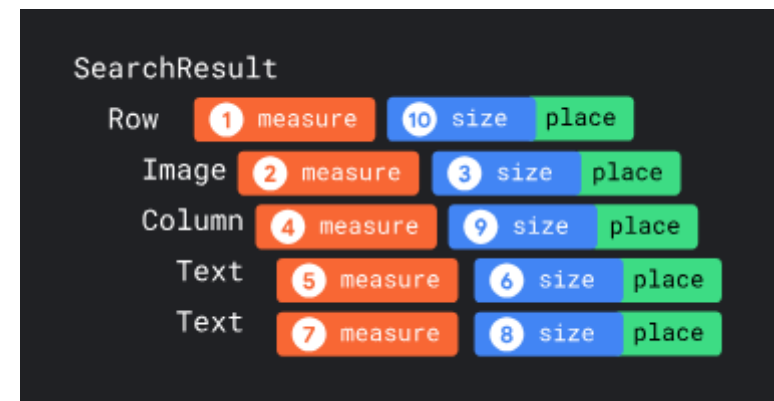 SearchResult
Row 1 measure 10 size place
Image 2 measure 3 size place
Column 4 measure 9 size place
Text 5 measure 6 size place
Text 7 measure 8 size place